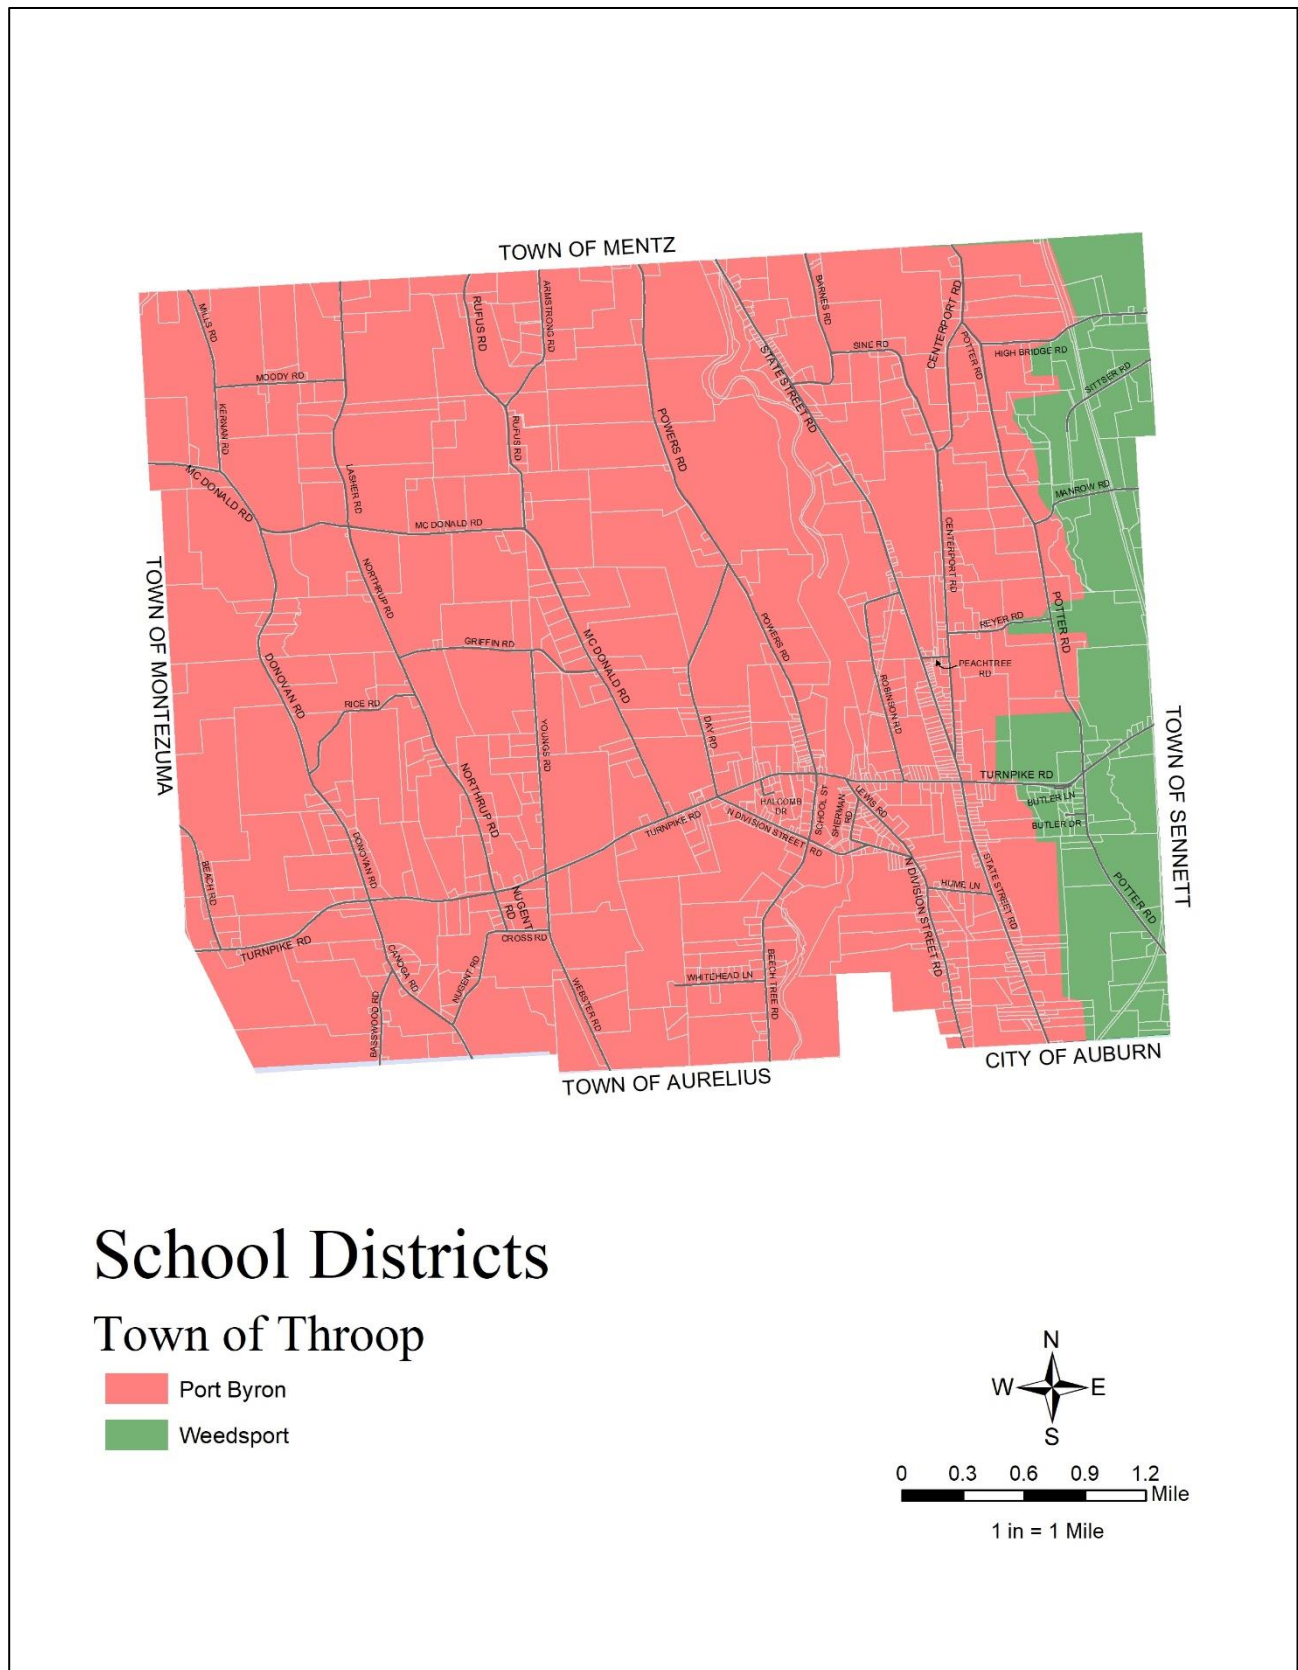 TOWN OF MENTZ
MILLS RD
RUFUS RD
ARMSTRONG RD
BARNES RD
CENTERPORT RD
STATE STREET RD
SINE RD
POTTER RD
HIGH BRIDGE RD
SITTSER RD
MOODY RD
KERNAN RD
RUFUS RD
POWERS RD
MC DONALD RD
LASHER RD
MC DONALD RD
MANROW RD
CENTERPORT RD
TOWN OF MONTEZUMA
NORTHRUP RD
GRIFFIN RD
MC DONALD RD
POWERS RD
REYER RD
POTTER RD
PEACHTREE
RD
DONOVAN RD
RICE RD
YOUNGS RD
DAY RD
ROBINSON RD
TOWN OF SENNETT
NORTHRUP RD
TURNPIKE RD
HALCOMB
DR
SCHOOL ST
SHERMAN
RD
LEWIS RD
TURNPIKE RD
BUTLER LN
BUTLER DR
N DIVISION STREET RD
DONOVAN RD
BEACH RD
NUGENT
RD
HUME LN
STATE STREET RD
N DIVISION STREET RD
POTTER RD
TURNPIKE RD
CROSS RD
CANOGA RD
NUGENT RD
BASSWOOD RD
WEBSTER RD
WHITEHEAD LN
BEECH TREE RD
CITY OF AUBURN
TOWN OF AURELIUS
School Districts
Town of Throop
Port Byron
Weedsport
N
W
E
S
0 0.3 0.6 0.9 1.2
Mile
1 in = 1 Mile